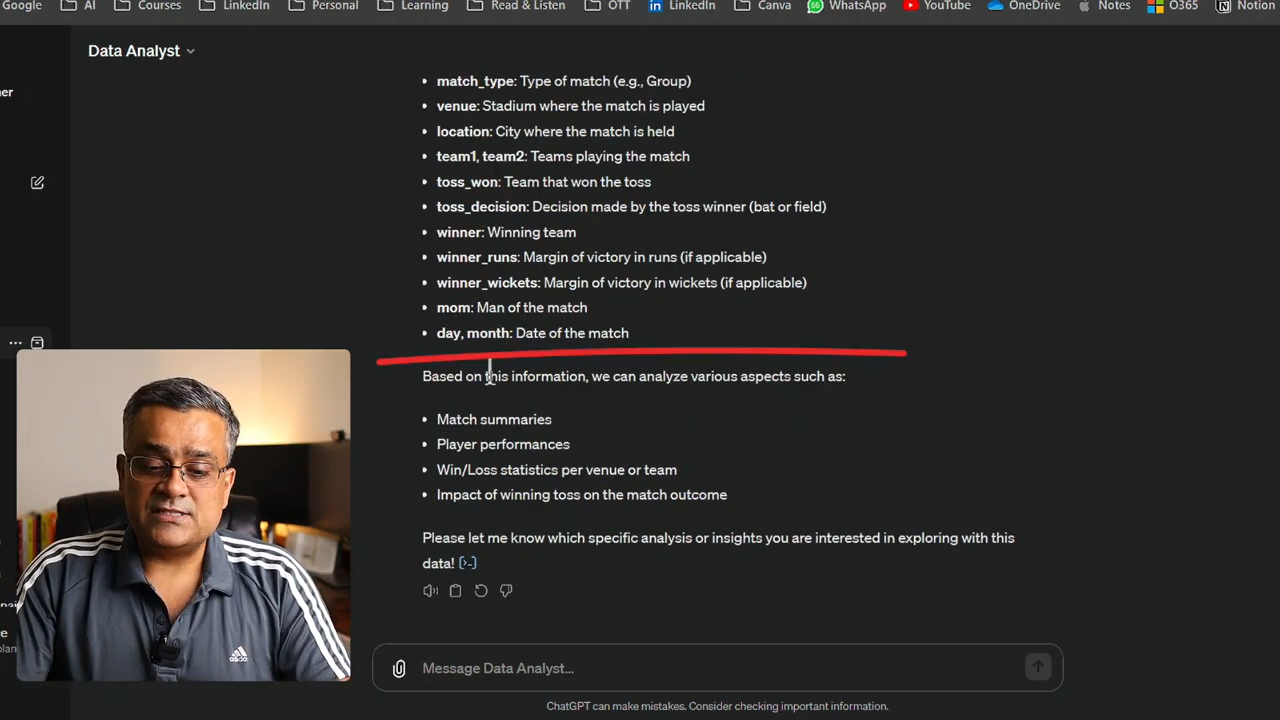 Google AI Courses LinkedIn Personal Learning Read & Listen OTT LinkedIn Canva WhatsApp YouTube OneDrive Notes O365 Notion
Data Analyst
ner
• match_type: Type of match (e.g., Group)
• venue: Stadium where the match is played
• location: City where the match is held
• team1, team2: Teams playing the match
• toss_won: Team that won the toss
• toss_decision: Decision made by the toss winner (bat or field)
• winner: Winning team
• winner_runs: Margin of victory in runs (if applicable)
• winner_wickets: Margin of victory in wickets (if applicable)
• mom: Man of the match
• day, month: Date of the match
Based on this information, we can analyze various aspects such as:
• Match summaries
• Player performances
• Win/Loss statistics per venue or team
• Impact of winning toss on the match outcome
Please let me know which specific analysis or insights you are interested in exploring with this
data! [>-]
Message Data Analyst...
ChatGPT can make mistakes. Consider checking important information.
adidas